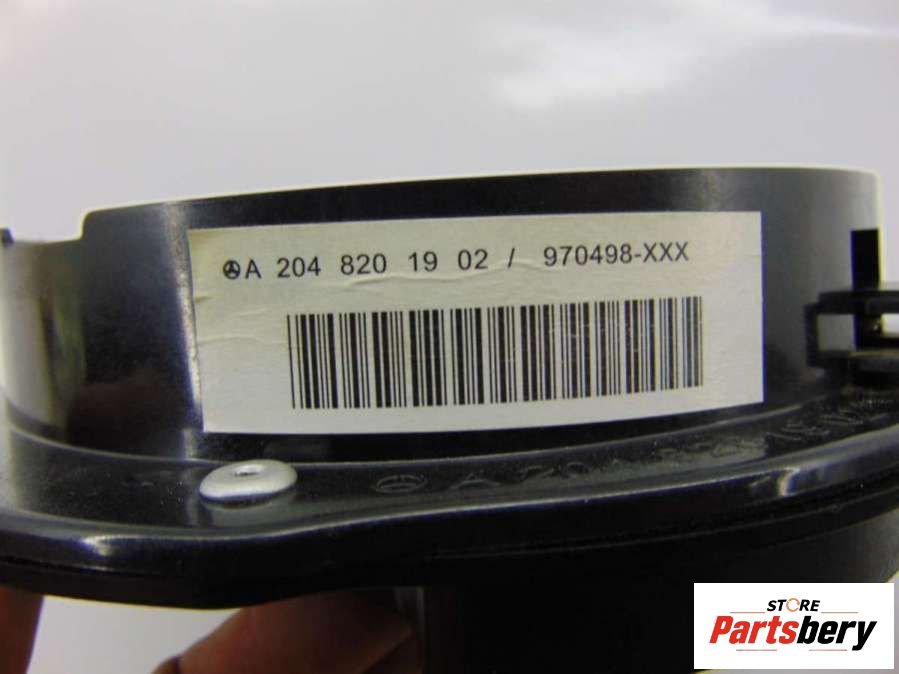 A 204 820 19 02 / 970498-XXX
STORE
Partsbery